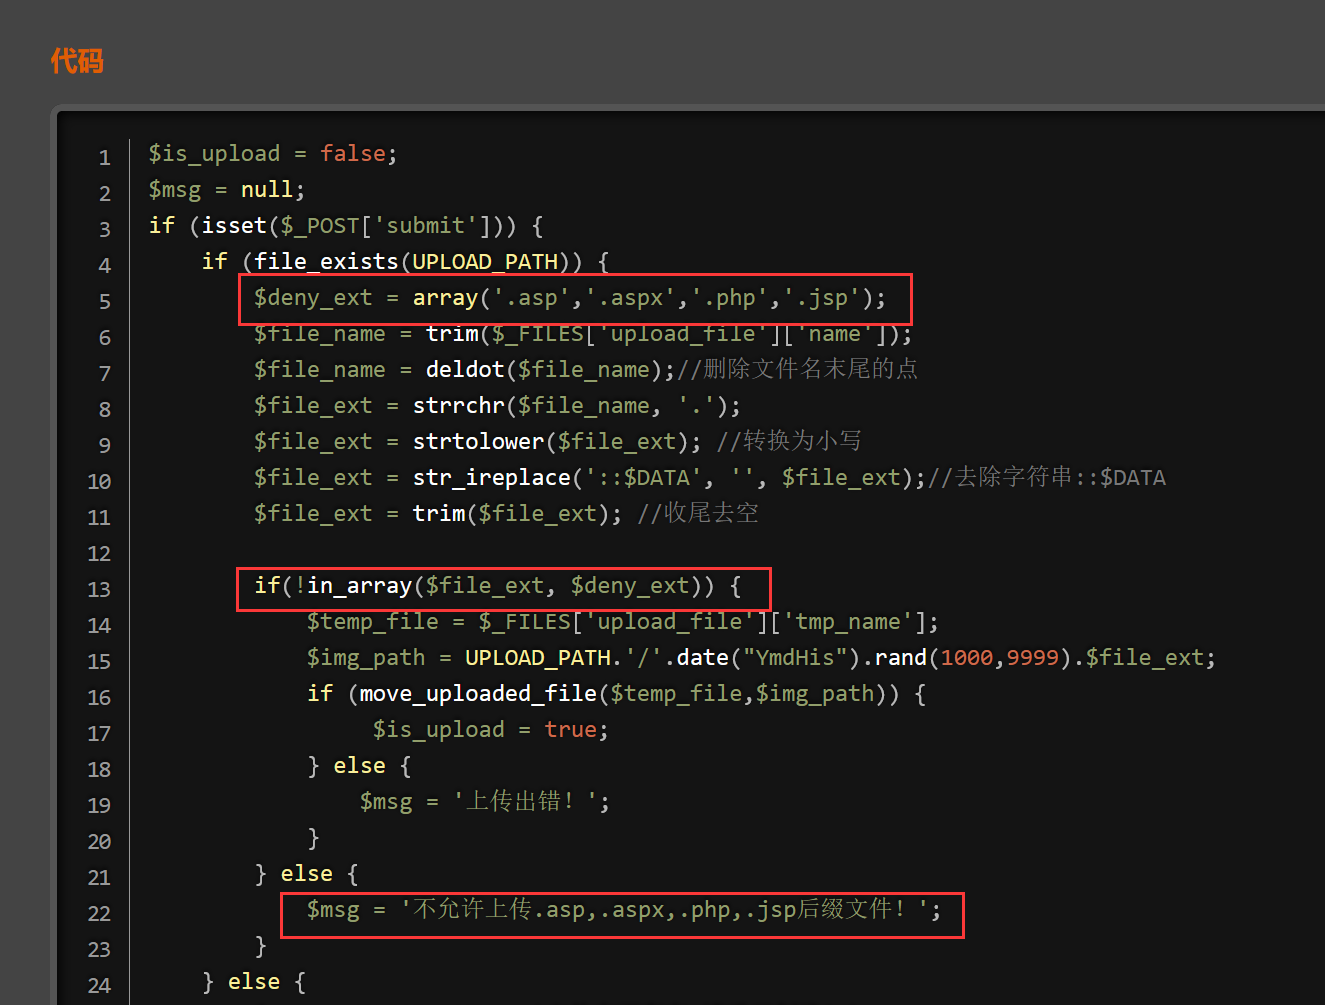 代码
1 $is_upload = false;
2 $msg = null;
3 if (isset($_POST['submit'])) {
4 if (file_exists(UPLOAD_PATH)) {
5 $deny_ext = array('.asp','.aspx','.php','.jsp');
6 $file_name = trim($_FILES['upload_file']['name']);
7 $file_name = deldot($file_name);//删除文件名末尾的点
8 $file_ext = strrchr($file_name, '.');
9 $file_ext = strtolower($file_ext); //转换为小写
10 $file_ext = str_ireplace('::$DATA', '', $file_ext);//去除字符串::$DATA
11 $file_ext = trim($file_ext); //收尾去空
12
13 if(!in_array($file_ext, $deny_ext)) {
14 $temp_file = $_FILES['upload_file']['tmp_name'];
15 $img_path = UPLOAD_PATH.'/'.date("YmdHis").rand(1000,9999).$file_ext;
16 if (move_uploaded_file($temp_file,$img_path)) {
17 $is_upload = true;
18 } else {
19 $msg = '上传出错！';
20 }
21 } else {
22 $msg = '不允许上传.asp,.aspx,.php,.jsp后缀文件！';
23 }
24 } else {